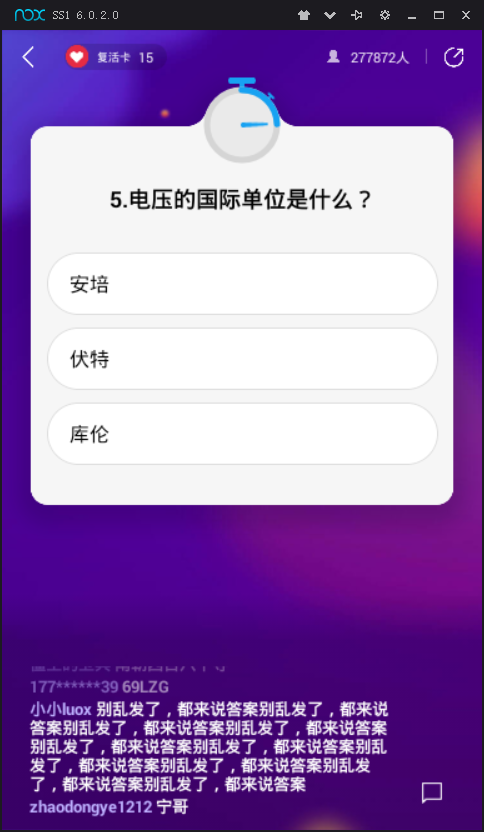 nox SS1 6.0.2.0
复活卡 15
277872人
5.电压的国际单位是什么？
安培
伏特
库伦
177******39 69LZG
小小luox 别乱发了，都来说答案别乱发了，都来说
答案别乱发了，都来说答案别乱发了，都来说答案
别乱发了，都来说答案别乱发了，都来说答案别乱
发了，都来说答案别乱发了，都来说答案别乱发
了，都来说答案别乱发了，都来说答案
zhaodongye1212 宁哥